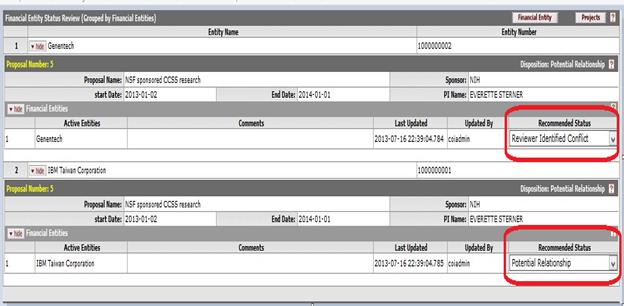 Financial Entity Status Review (Grouped by Financial Entities) Financial Entity Projects ?
Entity Name Entity Number
1 hide Genentech 1000000002
Proposal Number: 5 Disposition: Potential Relationship ?
Proposal Name: NSF sponsored CCSS research Sponsor: NIH
start Date: 2013-01-02 End Date: 2014-01-01 PI Name: EVERETTE STERNER
hide Financial Entities ?
Active Entities Comments Last Updated Updated By Recommended Status
1 Genentech 2013-07-16 22:39:04.784 coiadmin Reviewer Identified Conflict
2 hide IBM Taiwan Corporation 1000000001
Proposal Number: 5 Disposition: Potential Relationship ?
Proposal Name: NSF sponsored CCSS research Sponsor: NIH
start Date: 2013-01-02 End Date: 2014-01-01 PI Name: EVERETTE STERNER
hide Financial Entities ?
Active Entities Comments Last Updated Updated By Recommended Status
1 IBM Taiwan Corporation 2013-07-16 22:39:04.785 coiadmin Potential Relationship